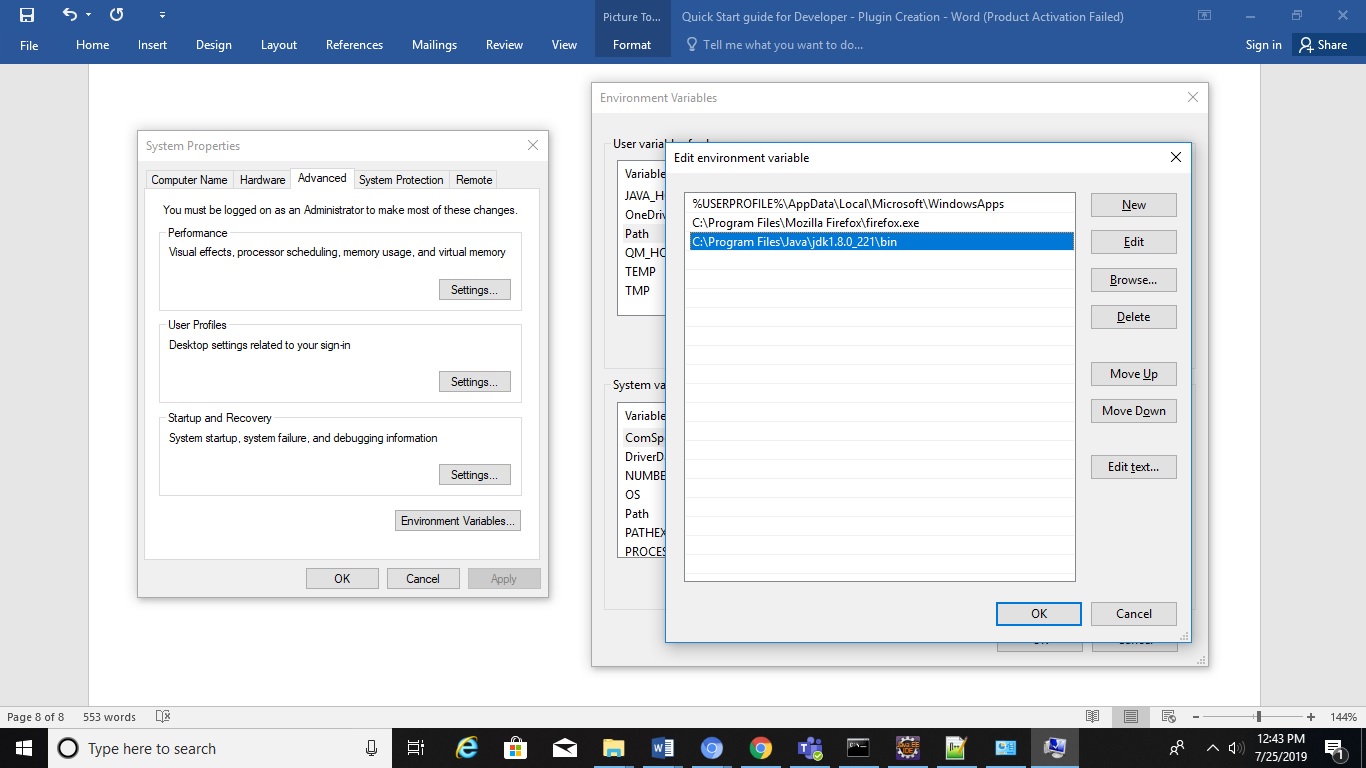 Picture To...
Quick Start guide for Developer - Plugin Creation - Word (Product Activation Failed)
File
Home
Insert
Design
Layout
References
Mailings
Review
View
Format
Tell me what you want to do...
Sign in
Share
System Properties
Computer Name
Hardware
Advanced
System Protection
Remote
You must be logged on as an Administrator to make most of these changes.
Performance
Visual effects, processor scheduling, memory usage, and virtual memory
Settings...
User Profiles
Desktop settings related to your sign-in
Settings...
Startup and Recovery
System startup, system failure, and debugging information
Settings...
Environment Variables...
OK
Cancel
Apply
Environment Variables
User varia
Variable
JAVA_H
OneDriv
Path
QM_HO
TEMP
TMP
System va
Variable
ComSp
DriverDa
NUMBE
OS
Path
PATHEX
PROCES
Edit environment variable
%USERPROFILE%\AppData\Local\Microsoft\WindowsApps
C:\Program Files\Mozilla Firefox\firefox.exe
C:\Program Files\Java\jdk1.8.0_221\bin
New
Edit
Browse...
Delete
Move Up
Move Down
Edit text...
OK
Cancel
Page 8 of 8
553 words
144%
Type here to search
12:43 PM
7/25/2019
1